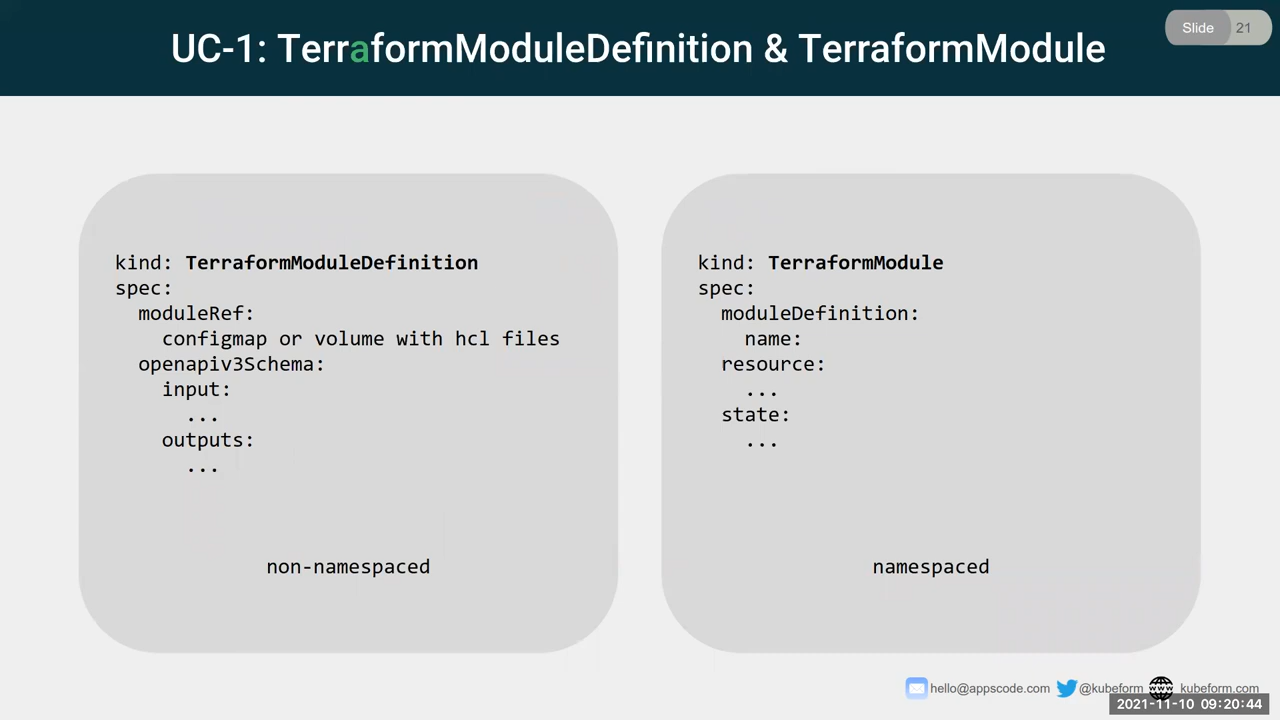 UC-1: TerraformModuleDefinition & TerraformModule
Slide 21
kind: TerraformModuleDefinition
spec:
  moduleRef:
    configmap or volume with hcl files
  openapiv3Schema:
    input:
      ...
    outputs:
      ...
non-namespaced
kind: TerraformModule
spec:
  moduleDefinition:
    name:
  resource:
    ...
  state:
    ...
namespaced
hello@appscode.com @kubeform kubeform.com
2021-11-10 09:20:44